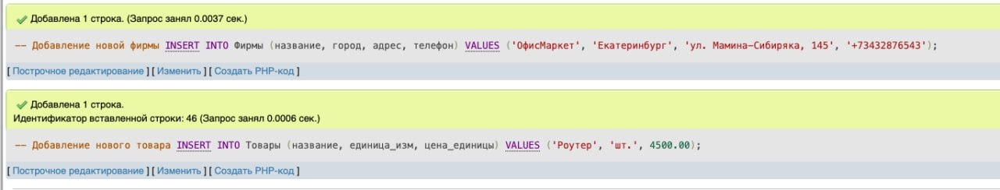 Добавлена 1 строка. (Запрос занял 0.0037 сек.)
-- Добавление новой фирмы INSERT INTO Фирмы (название, город, адрес, телефон) VALUES ('ОфисМаркет', 'Екатеринбург', 'ул. Мамина-Сибиряка, 145', '+73432876543');
[ Построчное редактирование ] [ Изменить ] [ Создать PHP-код ]
Добавлена 1 строка.
Идентификатор вставленной строки: 46 (Запрос занял 0.0006 сек.)
-- Добавление нового товара INSERT INTO Товары (название, единица_изм, цена_единицы) VALUES ('Роутер', 'шт.', 4500.00);
[ Построчное редактирование ] [ Изменить ] [ Создать PHP-код ]